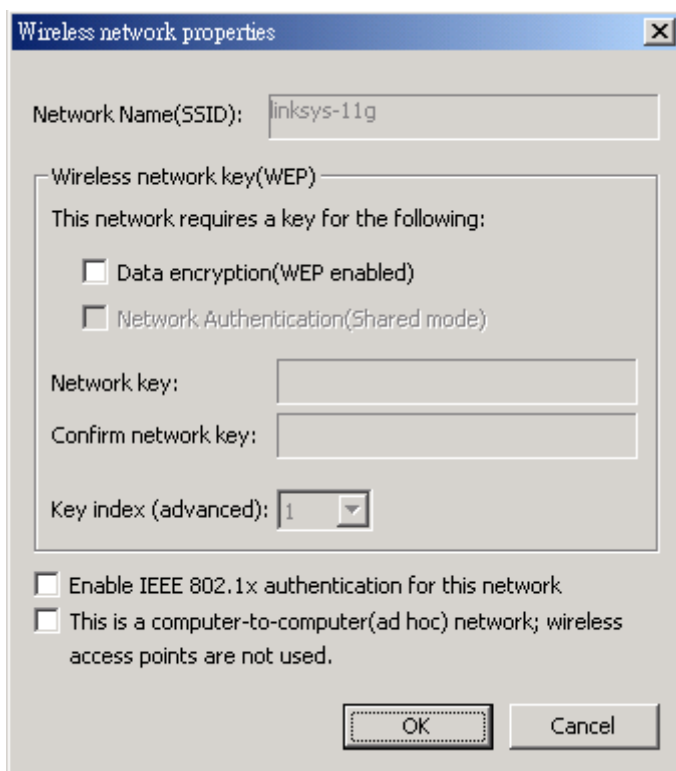 Wireless network properties
Network Name(SSID): linksys-11g
Wireless network key(WEP)
This network requires a key for the following:
Data encryption(WEP enabled)
Network Authentication(Shared mode)
Network key:
Confirm network key:
Key index (advanced): 1
Enable IEEE 802.1x authentication for this network
This is a computer-to-computer(ad hoc) network; wireless
access points are not used.
OK Cancel